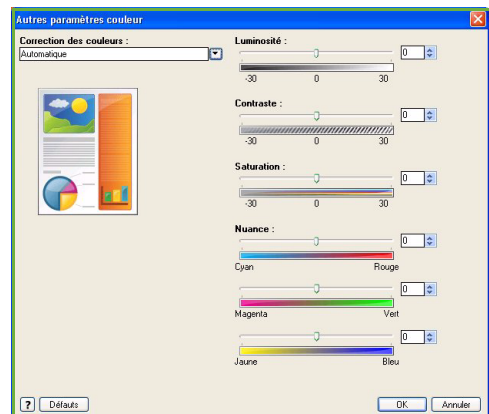 Autres paramètres couleur
Correction des couleurs :
Automatique
Luminosité :
0
-30 0 30
Contraste :
0
-30 0 30
Saturation :
0
-30 0 30
Nuance :
0
Cyan Rouge
0
Magenta Vert
0
Jaune Bleu
? Défauts OK Annuler